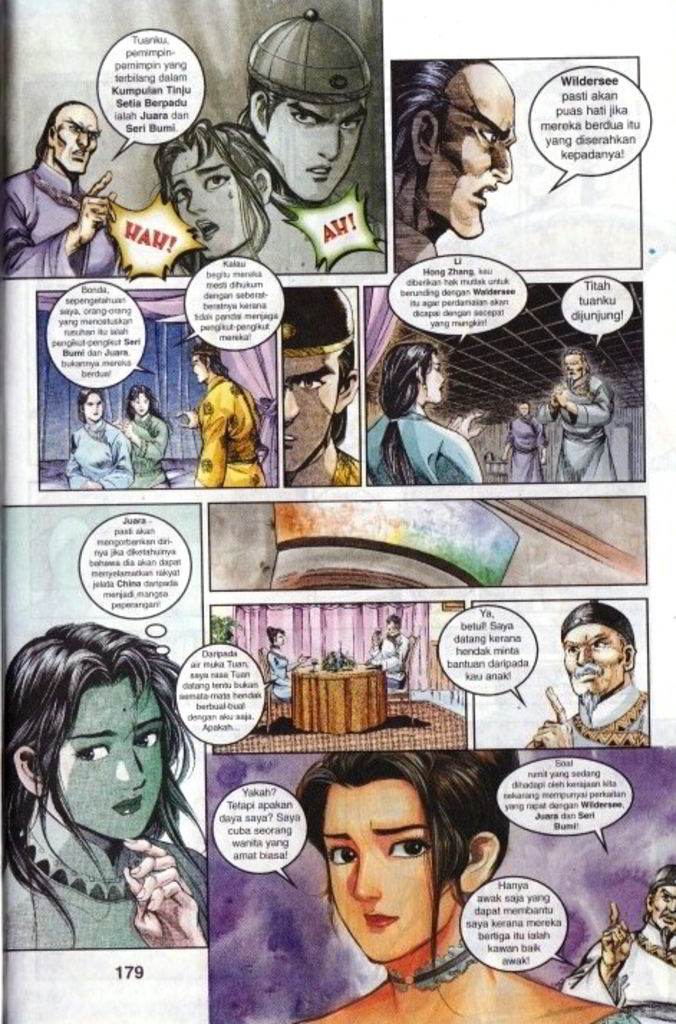 Tuanku,
pemimpin-
pemimpin yang
terbilang dalam
Kumpulan Tinju
Setia Berpadu
ialah Juara dan
Seri Bumi.
HAH!
AH!
Wildersee
pasti akan
puas hati jika
mereka berdua itu
yang diserahkan
kepadanya!
Bonda,
sepengetahuan
saya, orang-orang
yang mencetuskan
rusuhan itu ialah
pengikut-pengikut Seri
Bumi dan Juara,
bukannya mereka
berdua!
Kalau
begitu mereka
mesti dihukum
dengan seberat-
beratnya kerana
tidak pandai menjaga
pengikut-pengikut
mereka!
Li
Hong Zhang, kau
diberikan hak mutlak untuk
berunding dengan Waldersee
itu agar perdamaian akan
dicapai dengan secepat
yang mungkin!
Titah
tuanku
dijunjung!
Juara -
pasti akan
mengorbankan diri-
nya jika diketahuinya
bahawa dia akan dapat
menyelamatkan rakyat
jelata China daripada
menjadi mangsa
peperangan!
Daripada
air muka Tuan,
saya rasa Tuan
datang tentu bukan
semata-mata hendak
berbual-bual
dengan aku saja.
Apakah...
Ya,
betul! Saya
datang kerana
hendak minta
bantuan daripada
kau anak!
Yakah?
Tetapi apakan
daya saya? Saya
cuba seorang
wanita yang
amat biasa!
Soal
rumit yang sedang
dihadapi oleh kerajaan kita
sekarang mempunyai perkaitan
yang rapat dengan Wildersee,
Juara dan Seri
Bumi!
Hanya
awak saja yang
dapat membantu
saya kerana mereka
bertiga itu ialah
kawan baik
awak!
179